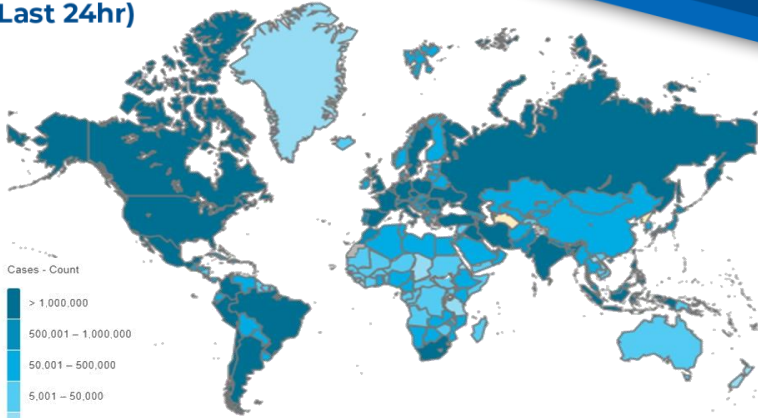 Last 24hr)
Cases - Count
> 1,000,000
500,001 – 1,000,000
50,001 – 500,000
5,001 – 50,000